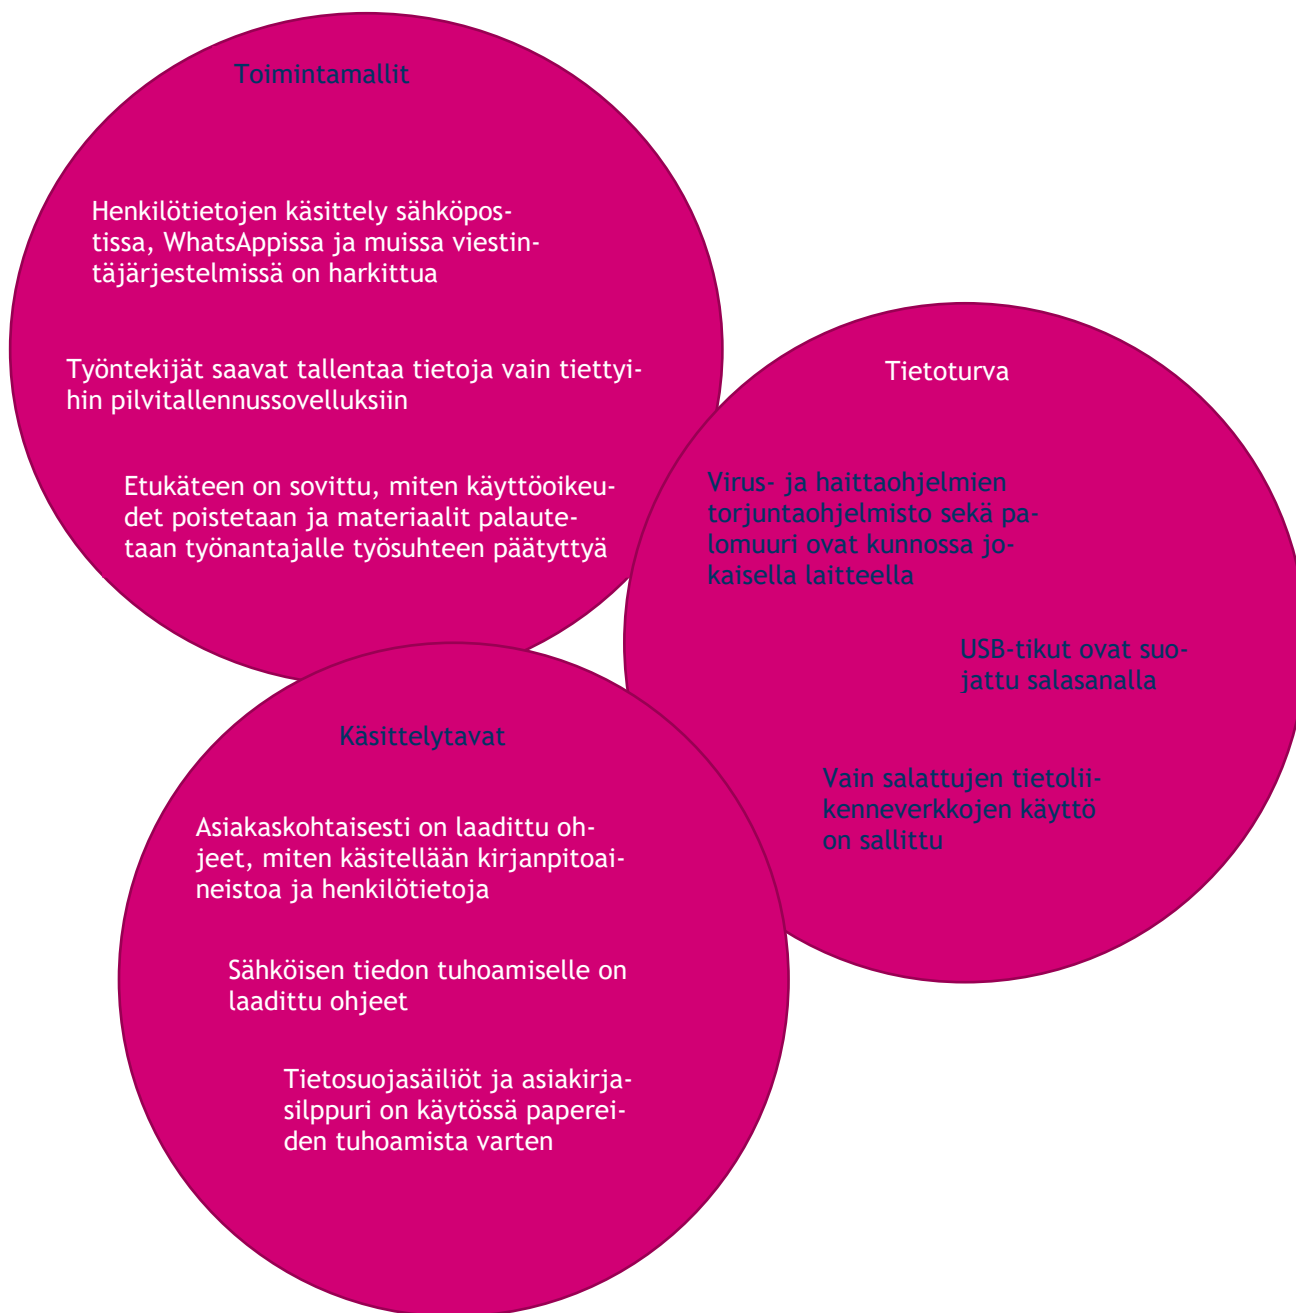 Toimintamallit
Henkilötietojen käsittely sähköpos-
tissa, WhatsAppissa ja muissa viestin-
täjärjestelmissä on harkittua
Työntekijät saavat tallentaa tietoja vain tiettyi-
hin pilvitallennussovelluksiin
Etukäteen on sovittu, miten käyttöoikeu-
det poistetaan ja materiaalit palaute-
taan työnantajalle työsuhteen päätyttyä
Tietoturva
Virus- ja haittaohjelmien
torjuntaohjelmisto sekä pa-
lomuuri ovat kunnossa jo-
kaisella laitteella
USB-tikut ovat suo-
jattu salasanalla
Vain salattujen tietolii-
kenneverkkojen käyttö
on sallittu
Käsittelytavat
Asiakaskohtaisesti on laadittu oh-
jeet, miten käsitellään kirjanpitoai-
neistoa ja henkilötietoja
Sähköisen tiedon tuhoamiselle on
laadittu ohjeet
Tietosuojasäiliöt ja asiakirja-
silppuri on käytössä paperei-
den tuhoamista varten